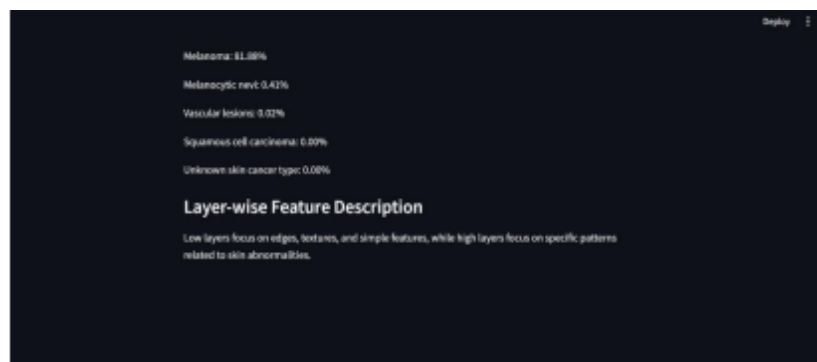 Deploy
Melanoma: 81.88%
Melanocytic nevi: 0.41%
Vascular lesions: 0.02%
Squamous cell carcinoma: 0.00%
Unknown skin cancer type: 0.00%
Layer-wise Feature Description
Low layers focus on edges, textures, and simple features, while high layers focus on specific patterns
related to skin abnormalities.